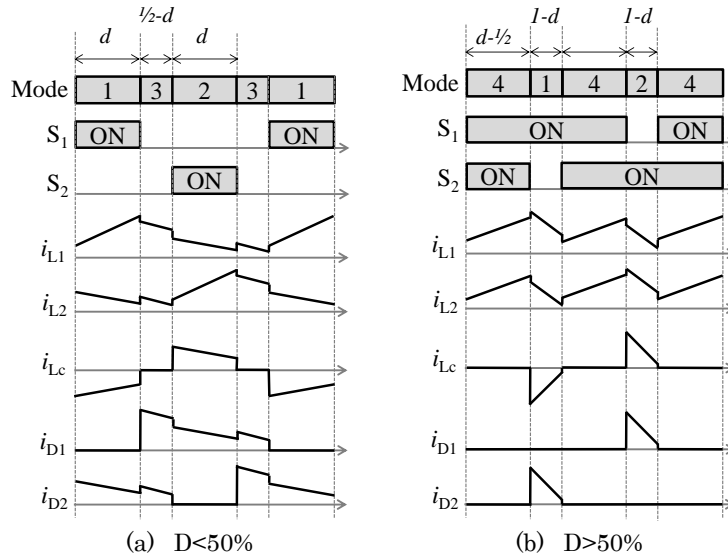 ½-d
d d
Mode 1 3 2 3 1
S1 ON ON
S2 ON
iL1
iL2
iLc
iD1
iD2
(a) D<50%
1-d 1-d
d-½
Mode 4 1 4 2 4
S1 ON ON
S2 ON ON
iL1
iL2
iLc
iD1
iD2
(b) D>50%